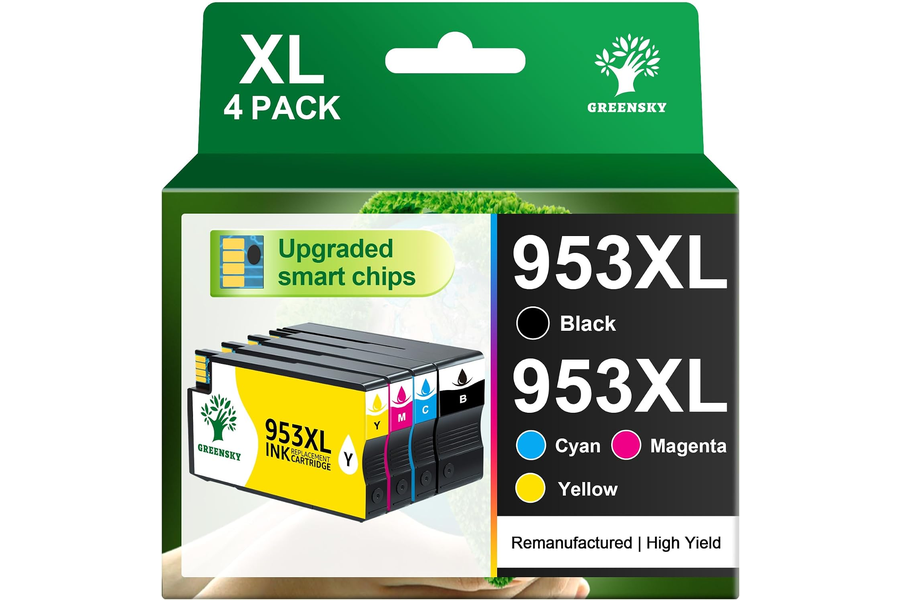 XL
4 PACK
GREENSKY
Upgraded
smart chips
953XL
Black
953XL
Cyan
Magenta
Yellow
Remanufactured | High Yield
GREENSKY
953XL
INK REPLACEMENT
CARTRIDGE
Y
Y
M
C
B